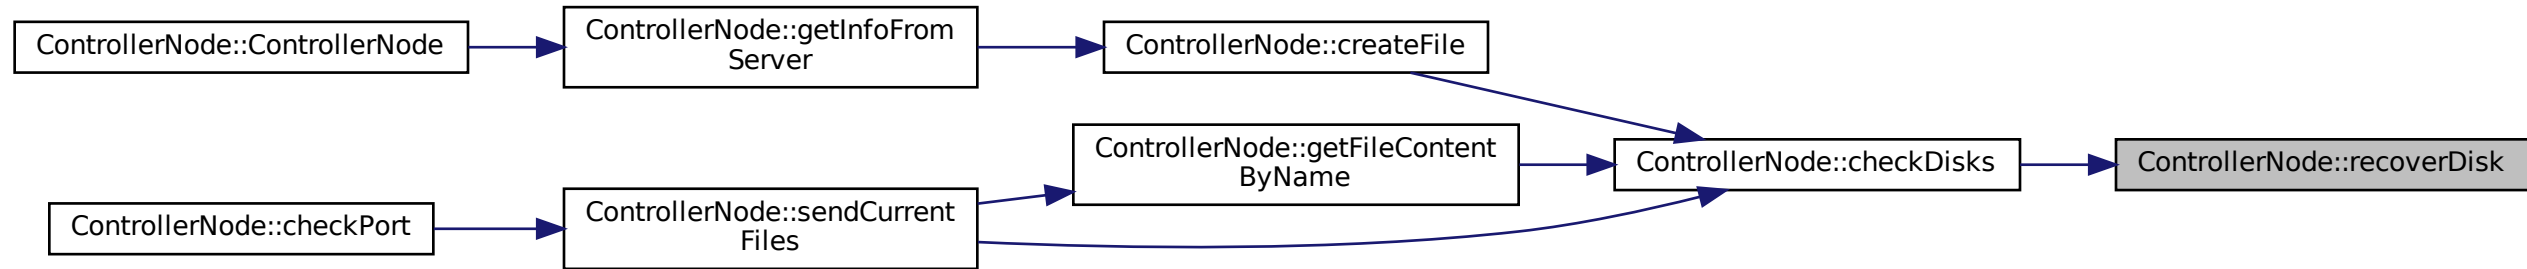 ControllerNode::ControllerNode
ControllerNode::getInfoFrom
Server
ControllerNode::createFile
ControllerNode::getFileContent
ByName
ControllerNode::checkDisks
ControllerNode::recoverDisk
ControllerNode::checkPort
ControllerNode::sendCurrent
Files